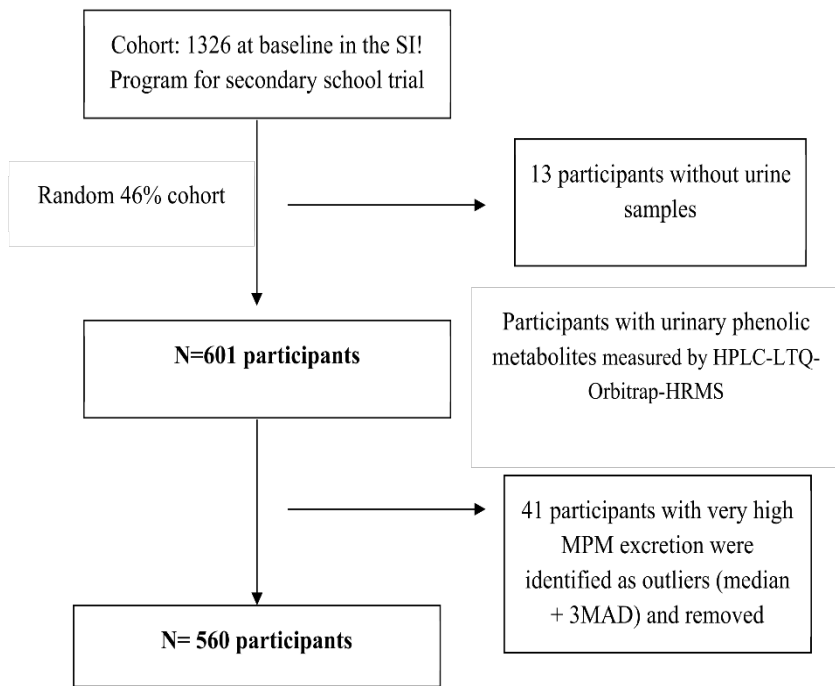 Cohort: 1326 at baseline in the SI!
Program for secondary school trial
Random 46% cohort
13 participants without urine
samples
N=601 participants
Participants with urinary phenolic
metabolites measured by HPLC-LTQ-
Orbitrap-HRMS
41 participants with very high
MPM excretion were
identified as outliers (median
+ 3MAD) and removed
N= 560 participants